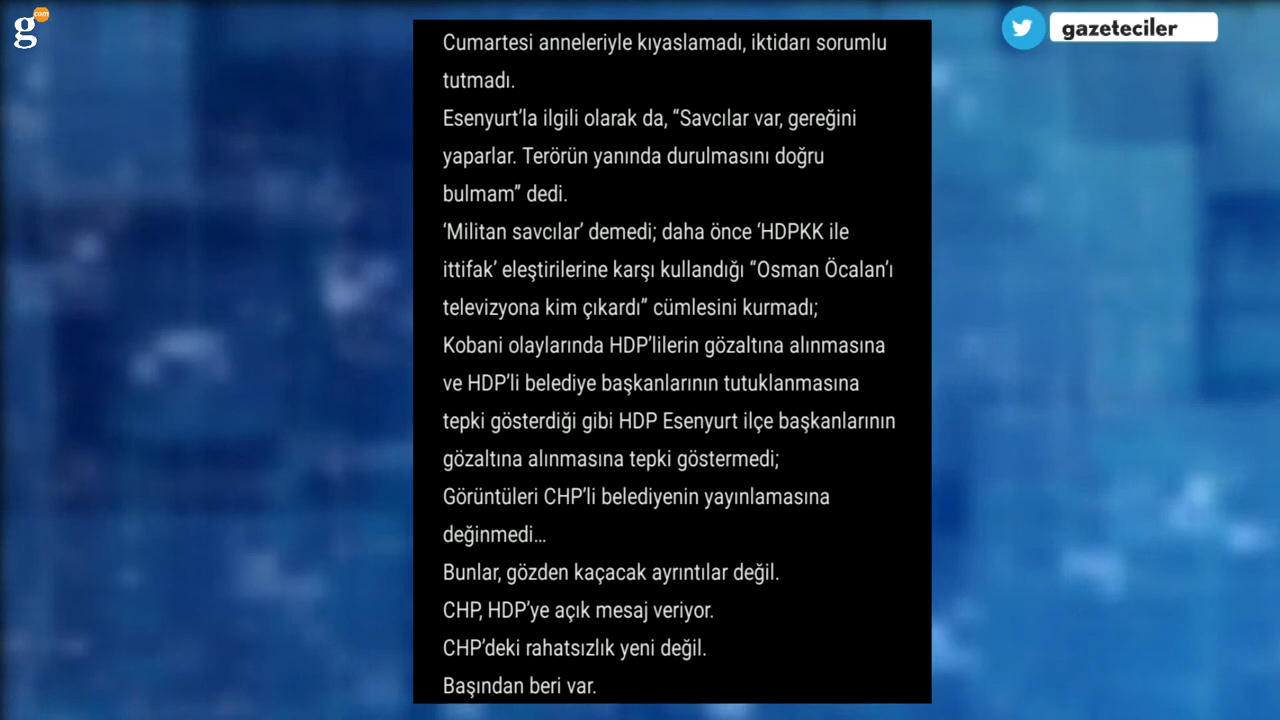 g
com
gazeteciler
Cumartesi anneleriyle kıyaslamadı, iktidarı sorumlu
tutmadı.
Esenyurt’la ilgili olarak da, “Savcılar var, gereğini
yaparlar. Terörün yanında durulmasını doğru
bulmam” dedi.
‘Militan savcılar’ demedi; daha önce ‘HDPKK ile
ittifak’ eleştirilerine karşı kullandığı “Osman Öcalan’ı
televizyona kim çıkardı” cümlesini kurmadı;
Kobani olaylarında HDP’lilerin gözaltına alınmasına
ve HDP’li belediye başkanlarının tutuklanmasına
tepki gösterdiği gibi HDP Esenyurt ilçe başkanlarının
gözaltına alınmasına tepki göstermedi;
Görüntüleri CHP’li belediyenin yayınlamasına
değinmedi…
Bunlar, gözden kaçacak ayrıntılar değil.
CHP, HDP’ye açık mesaj veriyor.
CHP’deki rahatsızlık yeni değil.
Başından beri var.